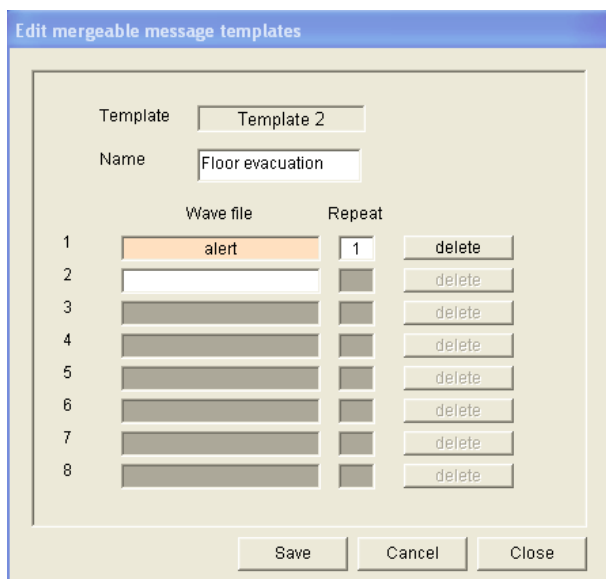 Edit mergeable message templates
Template Template 2
Name Floor evacuation
Wave file Repeat
1 alert 1 delete
2 delete
3 delete
4 delete
5 delete
6 delete
7 delete
8 delete
Save Cancel Close